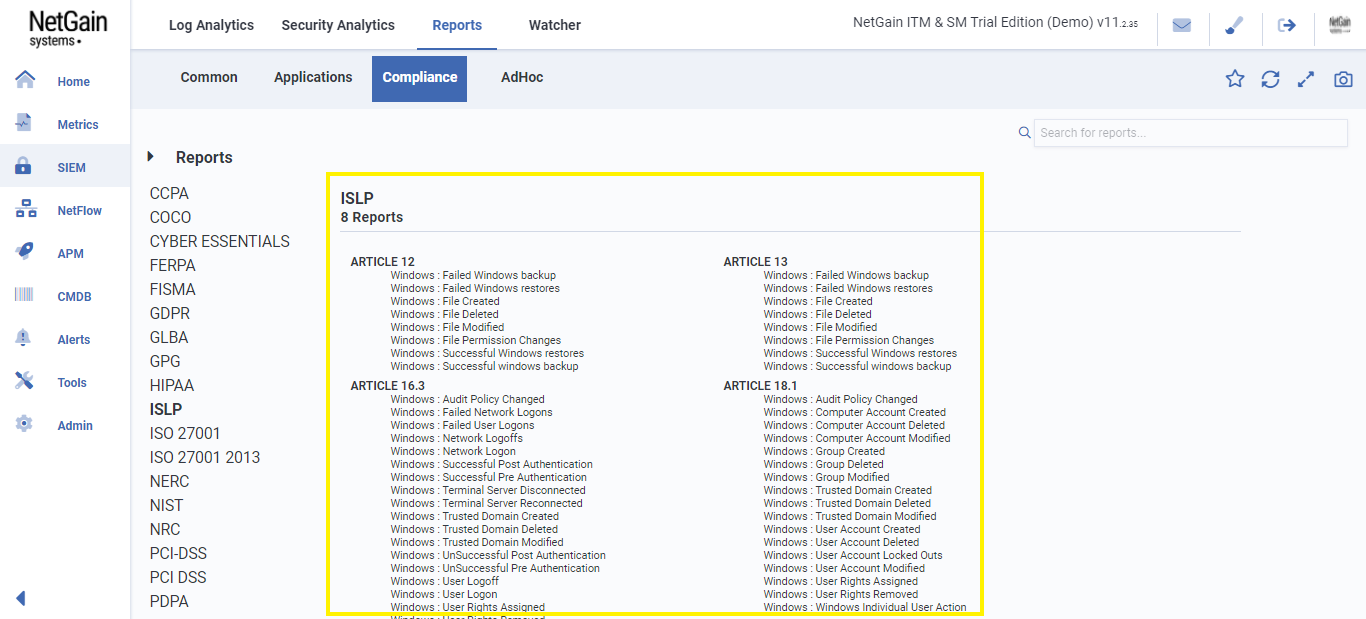 NetGain
systems
Log Analytics
Security Analytics
Reports
Watcher
NetGain ITM & SM Trial Edition (Demo) v11.2.35
NetGain
Home
Metrics
SIEM
NetFlow
APM
CMDB
Alerts
Tools
Admin
Common
Applications
Compliance
AdHoc
Search for reports...
Reports
CCPA
COCO
CYBER ESSENTIALS
FERPA
FISMA
GDPR
GLBA
GPG
HIPAA
ISLP
ISO 27001
ISO 27001 2013
NERC
NIST
NRC
PCI-DSS
PCI DSS
PDPA
ISLP
8 Reports
ARTICLE 12
Windows : Failed Windows backup
Windows : Failed Windows restores
Windows : File Created
Windows : File Deleted
Windows : File Modified
Windows : File Permission Changes
Windows : Successful Windows restores
Windows : Successful windows backup
ARTICLE 13
Windows : Failed Windows backup
Windows : Failed Windows restores
Windows : File Created
Windows : File Deleted
Windows : File Modified
Windows : File Permission Changes
Windows : Successful Windows restores
Windows : Successful windows backup
ARTICLE 16.3
Windows : Audit Policy Changed
Windows : Failed Network Logons
Windows : Failed User Logons
Windows : Network Logoffs
Windows : Network Logon
Windows : Successful Post Authentication
Windows : Successful Pre Authentication
Windows : Terminal Server Disconnected
Windows : Terminal Server Reconnected
Windows : Trusted Domain Created
Windows : Trusted Domain Deleted
Windows : Trusted Domain Modified
Windows : UnSuccessful Post Authentication
Windows : UnSuccessful Pre Authentication
Windows : User Logoff
Windows : User Logon
Windows : User Rights Assigned
Windows : User Rights Removed
ARTICLE 18.1
Windows : Audit Policy Changed
Windows : Computer Account Created
Windows : Computer Account Deleted
Windows : Computer Account Modified
Windows : Group Created
Windows : Group Deleted
Windows : Group Modified
Windows : Trusted Domain Created
Windows : Trusted Domain Deleted
Windows : Trusted Domain Modified
Windows : User Account Created
Windows : User Account Deleted
Windows : User Account Locked Outs
Windows : User Account Modified
Windows : User Rights Assigned
Windows : User Rights Removed
Windows : Windows Individual User Action